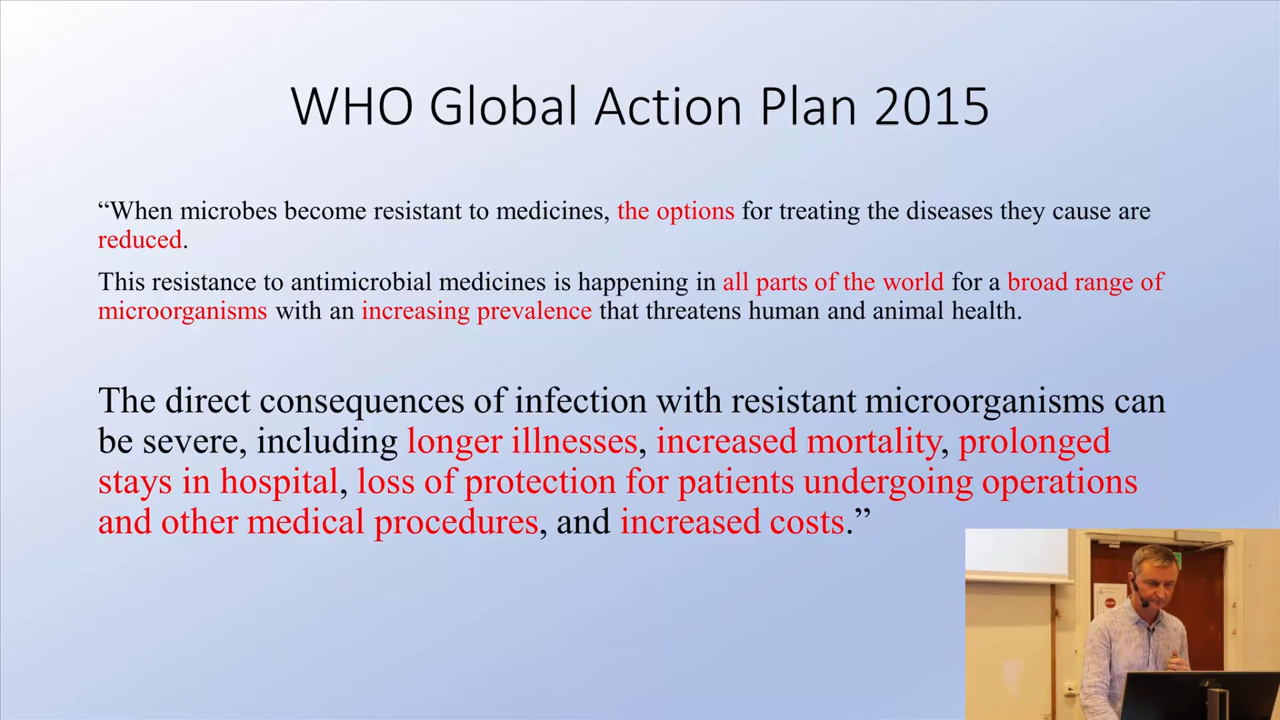 WHO Global Action Plan 2015
“When microbes become resistant to medicines, the options for treating the diseases they cause are
reduced.
This resistance to antimicrobial medicines is happening in all parts of the world for a broad range of
microorganisms with an increasing prevalence that threatens human and animal health.
The direct consequences of infection with resistant microorganisms can
be severe, including longer illnesses, increased mortality, prolonged
stays in hospital, loss of protection for patients undergoing operations
and other medical procedures, and increased costs.”